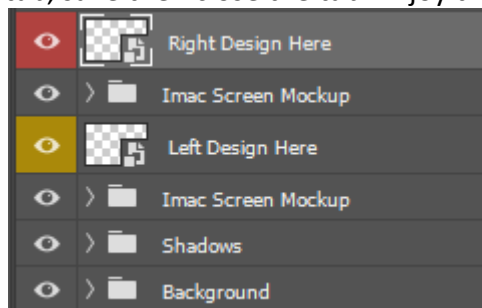 Right Design Here
Imac Screen Mockup
Left Design Here
Imac Screen Mockup
Shadows
Background